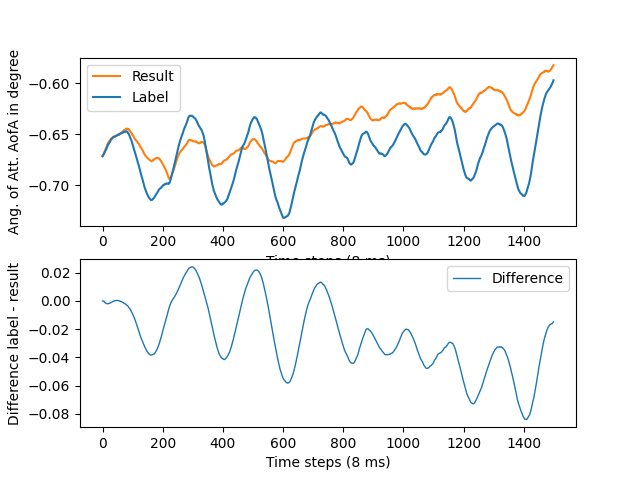 Ang. of Att. AofA in degree
−0.60
−0.65
−0.70
Result
Label
0 200 400 600 800 1000 1200 1400
Time steps (8 ms)
Difference label - result
0.02
0.00
−0.02
−0.04
−0.06
−0.08
Difference
0 200 400 600 800 1000 1200 1400
Time steps (8 ms)